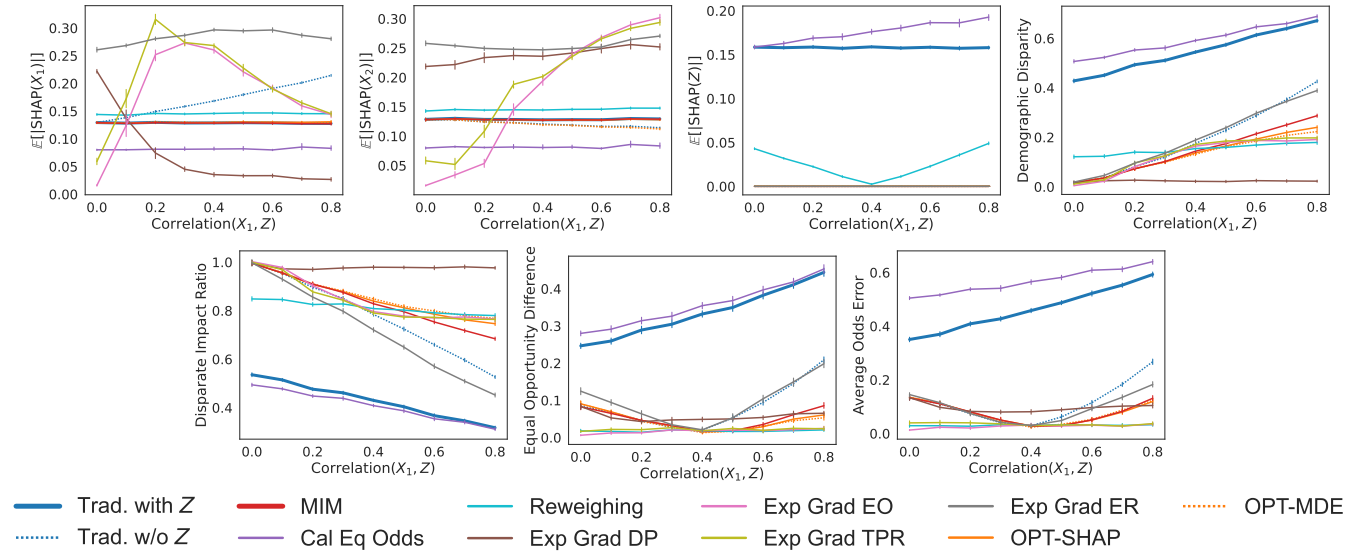 𝔼[|SHAP(X₁)|]
0.30
0.25
0.20
0.15
0.10
0.05
0.00
0.0 0.2 0.4 0.6 0.8
Correlation(X₁, Z)
𝔼[|SHAP(X₂)|]
0.30
0.25
0.20
0.15
0.10
0.05
0.0 0.2 0.4 0.6 0.8
Correlation(X₁, Z)
𝔼[|SHAP(Z)|]
0.20
0.15
0.10
0.05
0.00
0.0 0.2 0.4 0.6 0.8
Correlation(X₁, Z)
Demographic Disparity
0.6
0.4
0.2
0.0
0.0 0.2 0.4 0.6 0.8
Correlation(X₁, Z)
Disparate Impact Ratio
1.0
0.8
0.6
0.4
0.0 0.2 0.4 0.6 0.8
Correlation(X₁, Z)
Equal Opportunity Difference
0.4
0.3
0.2
0.1
0.0
0.0 0.2 0.4 0.6 0.8
Correlation(X₁, Z)
Average Odds Error
0.6
0.4
0.2
0.0
0.0 0.2 0.4 0.6 0.8
Correlation(X₁, Z)
Trad. with Z MIM Reweighing Exp Grad EO Exp Grad ER OPT-MDE
Trad. w/o Z Cal Eq Odds Exp Grad DP Exp Grad TPR OPT-SHAP